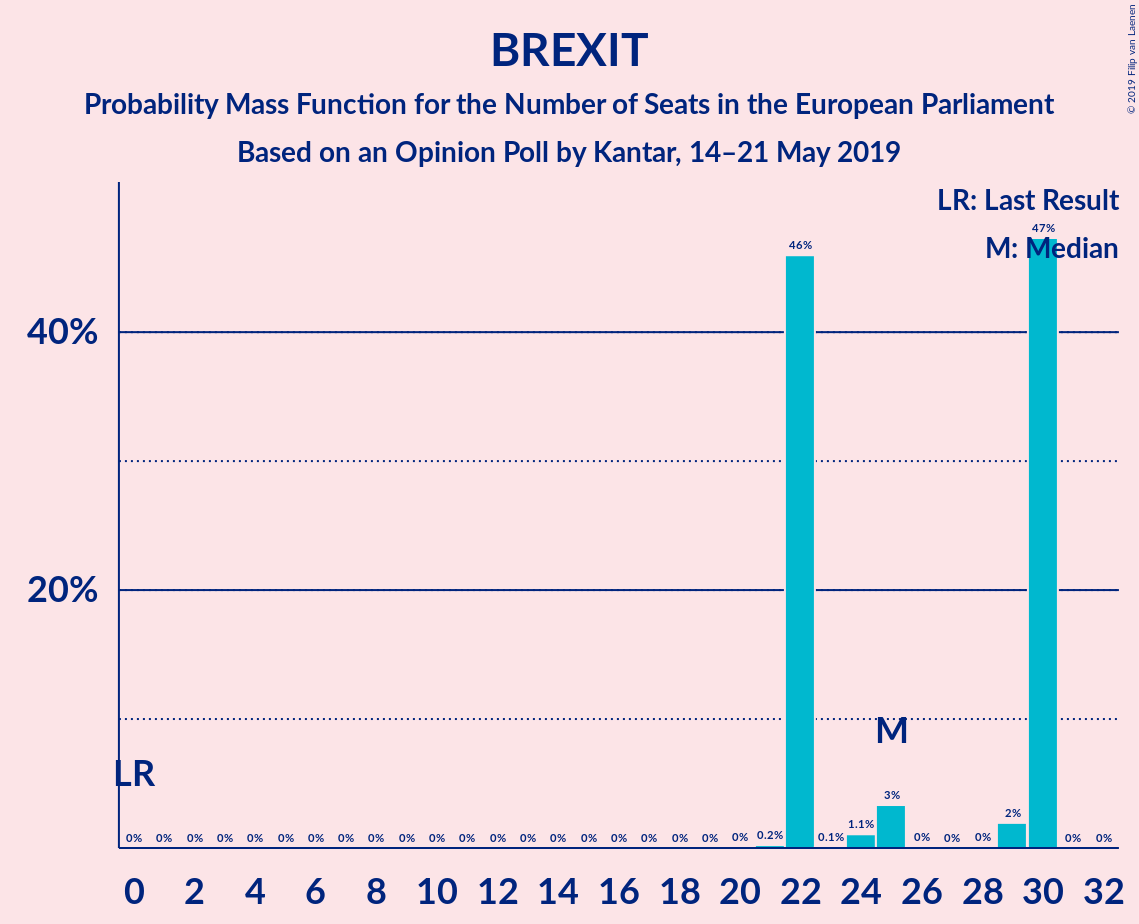 BREXIT
Probability Mass Function for the Number of Seats in the European Parliament
Based on an Opinion Poll by Kantar, 14–21 May 2019
© 2019 Filip van Laenen
LR: Last Result
M: Median
47%
46%
40%
20%
M
LR
3%
2%
0% 0% 0% 0% 0% 0% 0% 0% 0% 0% 0% 0% 0% 0% 0% 0% 0% 0% 0% 0% 0% 0.2% 0.1% 1.1% 0% 0% 0% 0% 0%
0 2 4 6 8 10 12 14 16 18 20 22 24 26 28 30 32